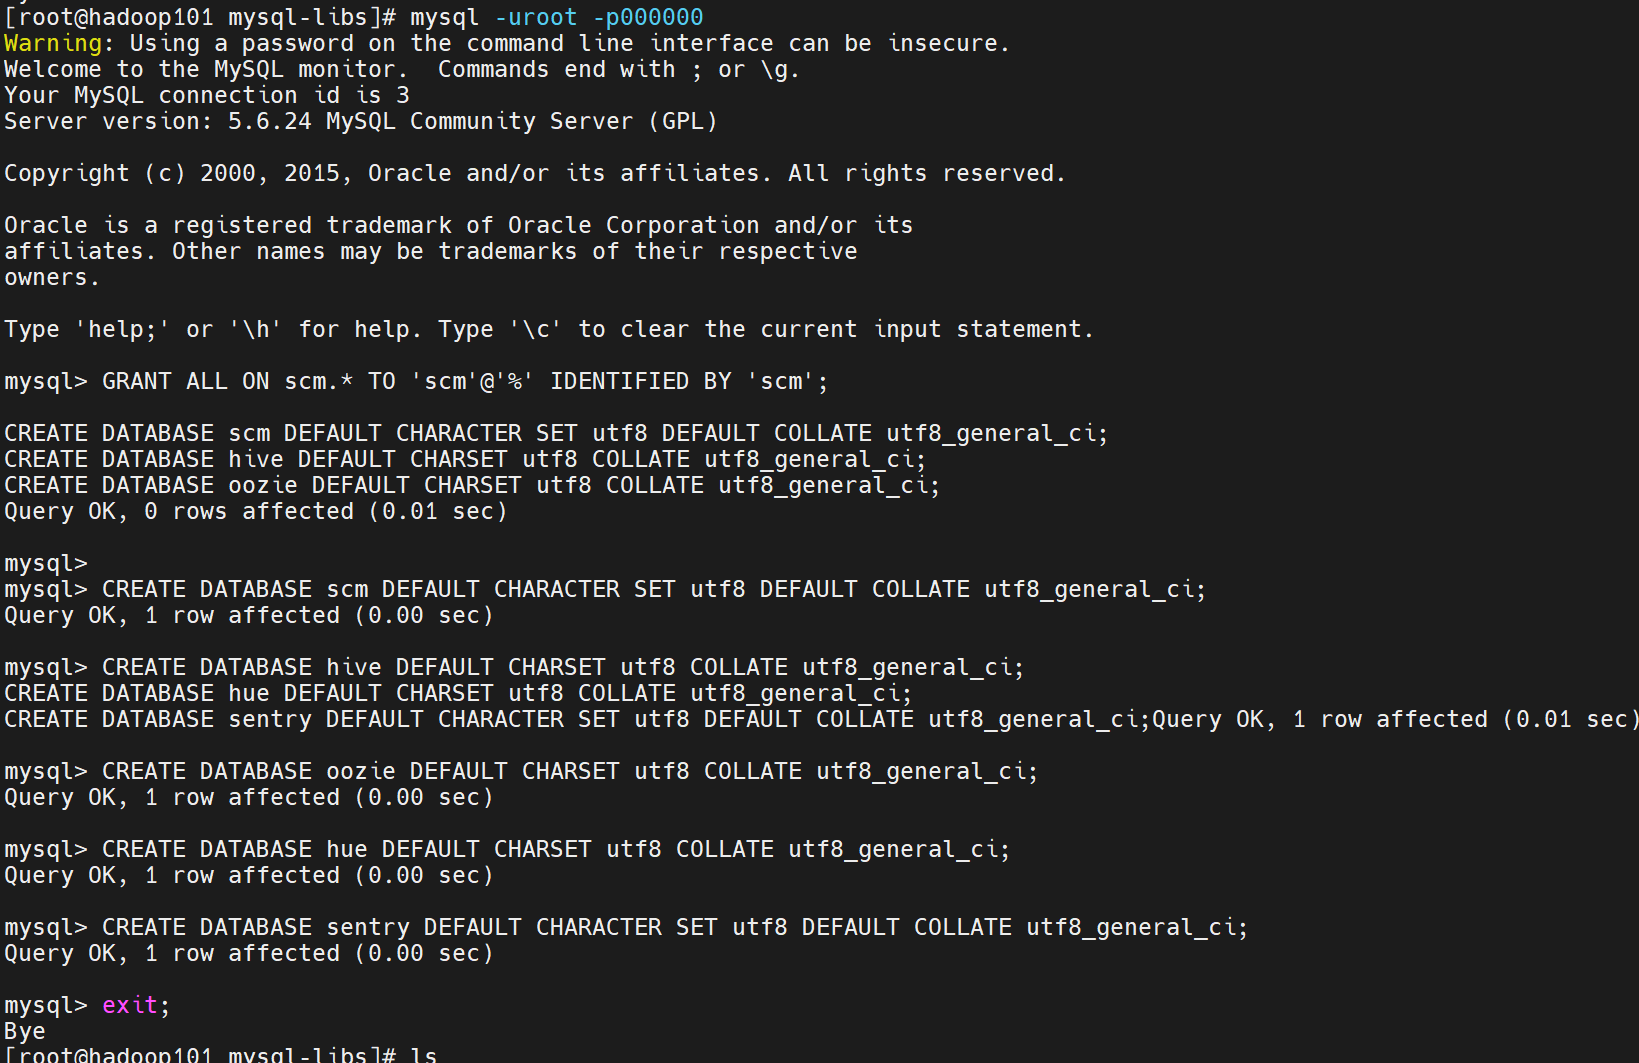 [root@hadoop101 mysql-libs]# mysql -uroot -p000000
Warning: Using a password on the command line interface can be insecure.
Welcome to the MySQL monitor.  Commands end with ; or \g.
Your MySQL connection id is 3
Server version: 5.6.24 MySQL Community Server (GPL)

Copyright (c) 2000, 2015, Oracle and/or its affiliates. All rights reserved.

Oracle is a registered trademark of Oracle Corporation and/or its
affiliates. Other names may be trademarks of their respective
owners.

Type 'help;' or '\h' for help. Type '\c' to clear the current input statement.

mysql> GRANT ALL ON scm.* TO 'scm'@'%' IDENTIFIED BY 'scm';

CREATE DATABASE scm DEFAULT CHARACTER SET utf8 DEFAULT COLLATE utf8_general_ci;
CREATE DATABASE hive DEFAULT CHARSET utf8 COLLATE utf8_general_ci;
CREATE DATABASE oozie DEFAULT CHARSET utf8 COLLATE utf8_general_ci;
Query OK, 0 rows affected (0.01 sec)

mysql>
mysql> CREATE DATABASE scm DEFAULT CHARACTER SET utf8 DEFAULT COLLATE utf8_general_ci;
Query OK, 1 row affected (0.00 sec)

mysql> CREATE DATABASE hive DEFAULT CHARSET utf8 COLLATE utf8_general_ci;
CREATE DATABASE hue DEFAULT CHARSET utf8 COLLATE utf8_general_ci;
CREATE DATABASE sentry DEFAULT CHARACTER SET utf8 DEFAULT COLLATE utf8_general_ci;Query OK, 1 row affected (0.01 sec)

mysql> CREATE DATABASE oozie DEFAULT CHARSET utf8 COLLATE utf8_general_ci;
Query OK, 1 row affected (0.00 sec)

mysql> CREATE DATABASE hue DEFAULT CHARSET utf8 COLLATE utf8_general_ci;
Query OK, 1 row affected (0.00 sec)

mysql> CREATE DATABASE sentry DEFAULT CHARACTER SET utf8 DEFAULT COLLATE utf8_general_ci;
Query OK, 1 row affected (0.00 sec)

mysql> exit;
Bye
[root@hadoop101 mysql-libs]# ls